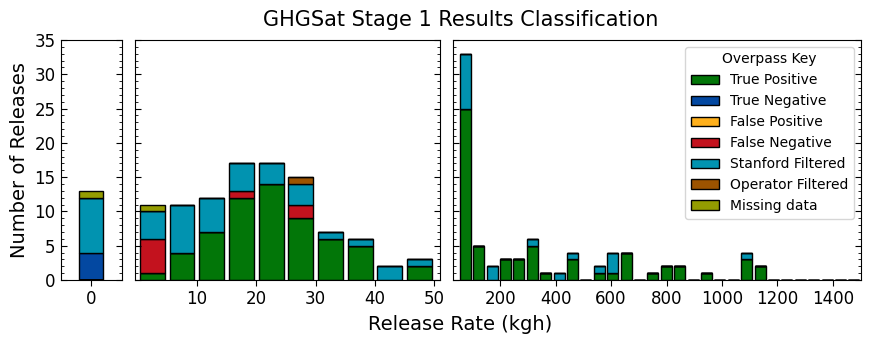 GHGSat Stage 1 Results Classification
Number of Releases
35
30
25
20
15
10
5
0
Overpass Key
True Positive
True Negative
False Positive
False Negative
Stanford Filtered
Operator Filtered
Missing data
0
10 20 30 40 50
200 400 600 800 1000 1200 1400
Release Rate (kgh)